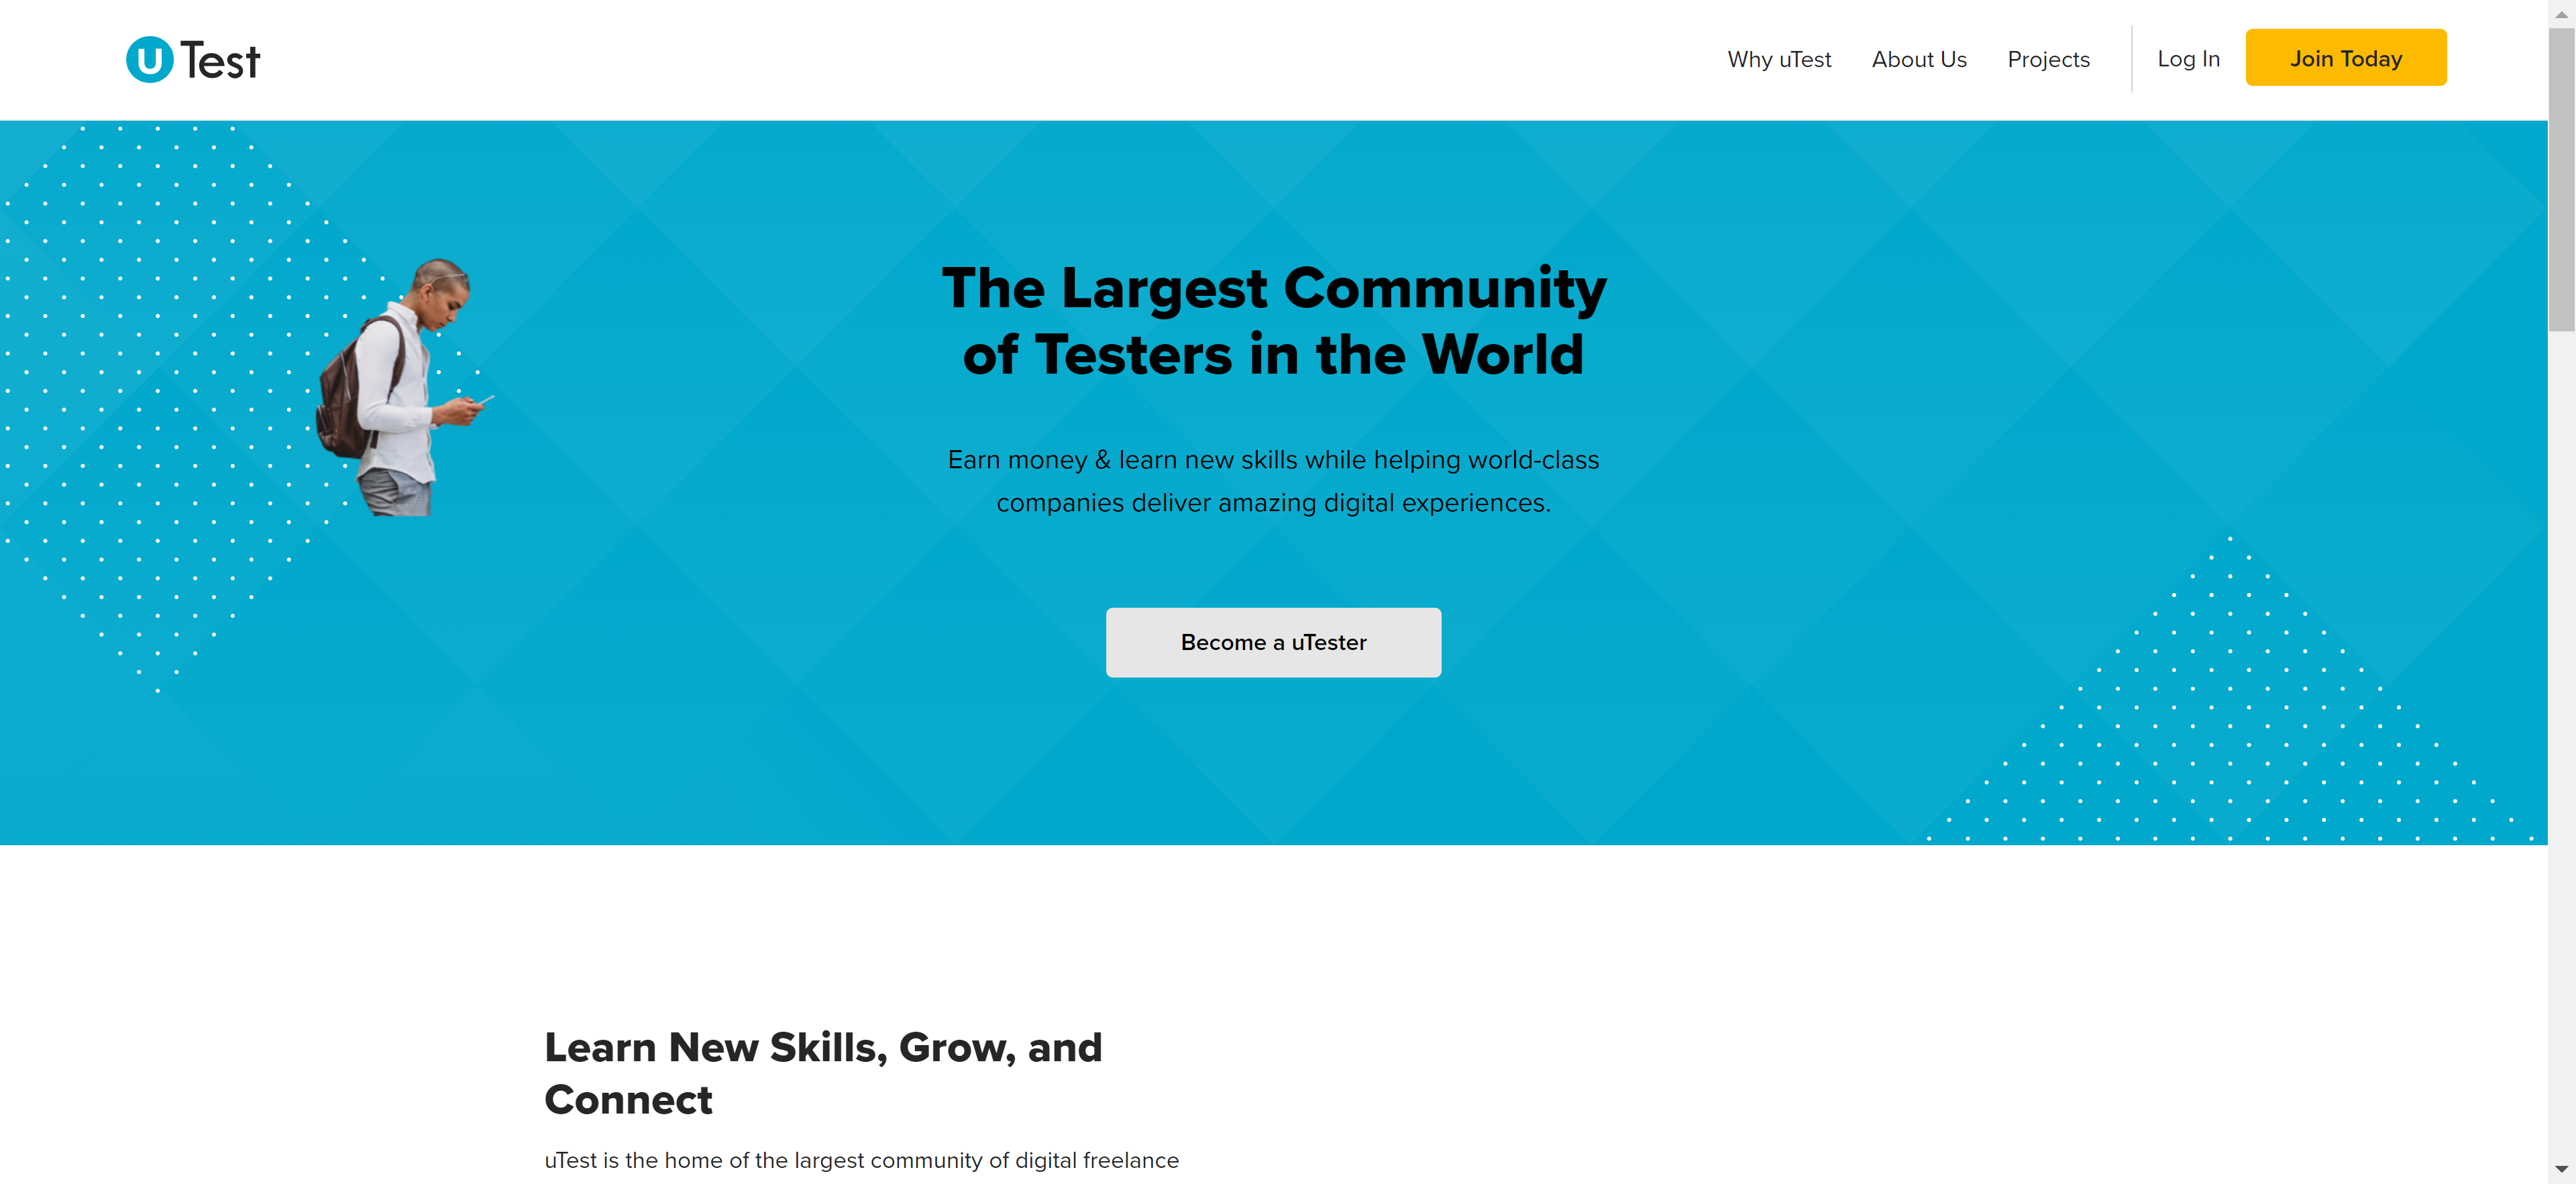 uTest
Why uTest
About Us
Projects
Log In
Join Today
The Largest Community
of Testers in the World
Earn money & learn new skills while helping world-class
companies deliver amazing digital experiences.
Become a uTester
Learn New Skills, Grow, and
Connect
uTest is the home of the largest community of digital freelance